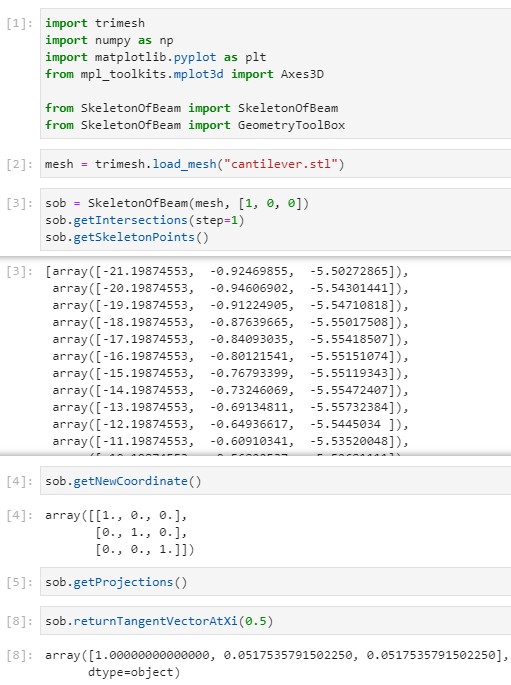 [1]: import trimesh
import numpy as np
import matplotlib.pyplot as plt
from mpl_toolkits.mplot3d import Axes3D
from SkeletonOfBeam import SkeletonOfBeam
from SkeletonOfBeam import GeometryToolBox
[2]: mesh = trimesh.load_mesh("cantilever.stl")
[3]: sob = SkeletonOfBeam(mesh, [1, 0, 0])
sob.getIntersections(step=1)
sob.getSkeletonPoints()
[3]: [array([-21.19874553, -0.92469855, -5.50272865]),
array([-20.19874553, -0.94606902, -5.54301441]),
array([-19.19874553, -0.91224905, -5.54710818]),
array([-18.19874553, -0.87639665, -5.55017508]),
array([-17.19874553, -0.84093035, -5.55418507]),
array([-16.19874553, -0.80121541, -5.55151074]),
array([-15.19874553, -0.76793399, -5.55119343]),
array([-14.19874553, -0.73246069, -5.55472407]),
array([-13.19874553, -0.69134811, -5.55732384]),
array([-12.19874553, -0.64936617, -5.5445034 ]),
array([-11.19874553, -0.60910341, -5.53520048]),
[4]: sob.getNewCoordinate()
[4]: array([[1., 0., 0.],
[0., 1., 0.],
[0., 0., 1.]])
[5]: sob.getProjections()
[8]: sob.returnTangentVectorAtXi(0.5)
[8]: array([1.00000000000000, 0.0517535791502250, 0.0517535791502250],
dtype=object)